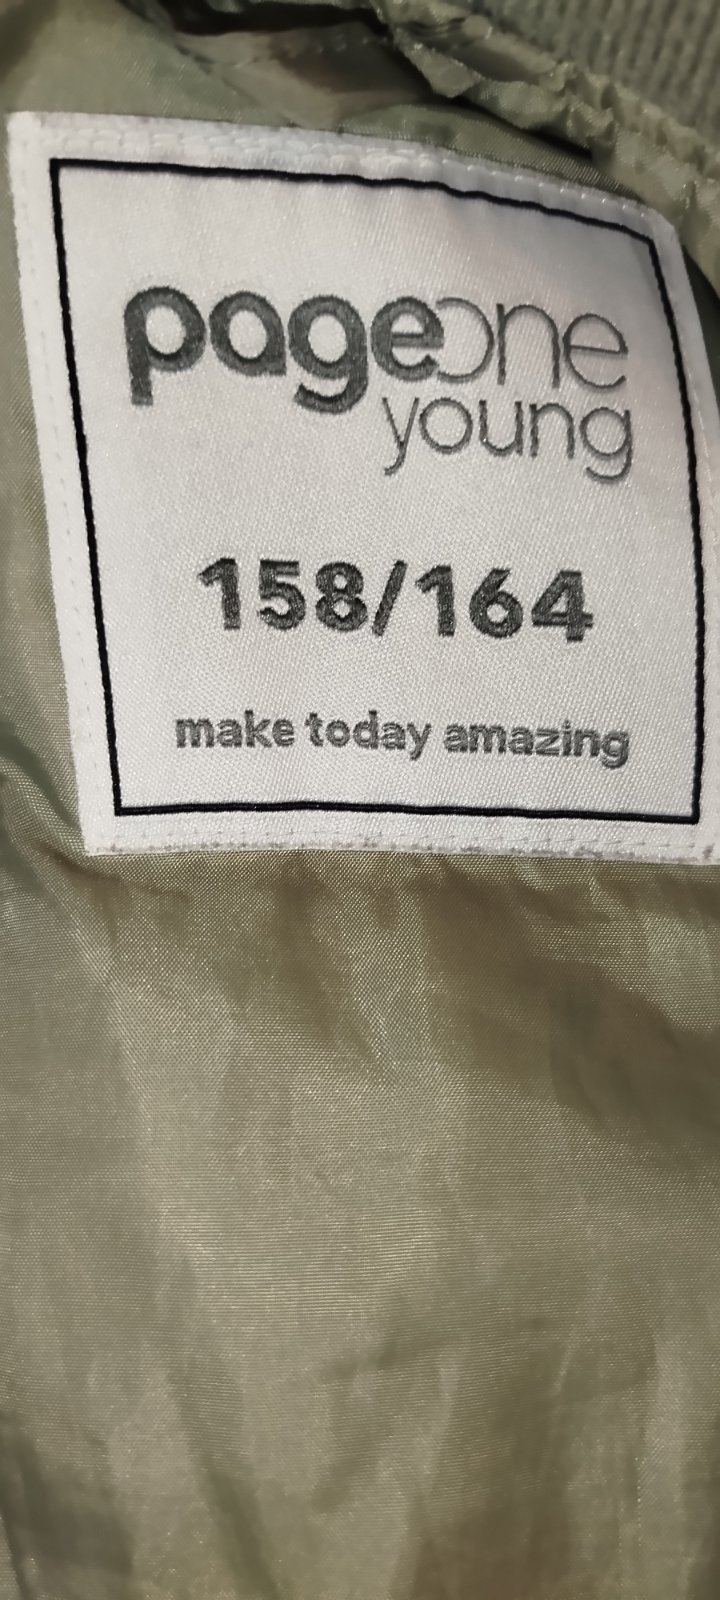 pageone
young
158/164
make today amazing